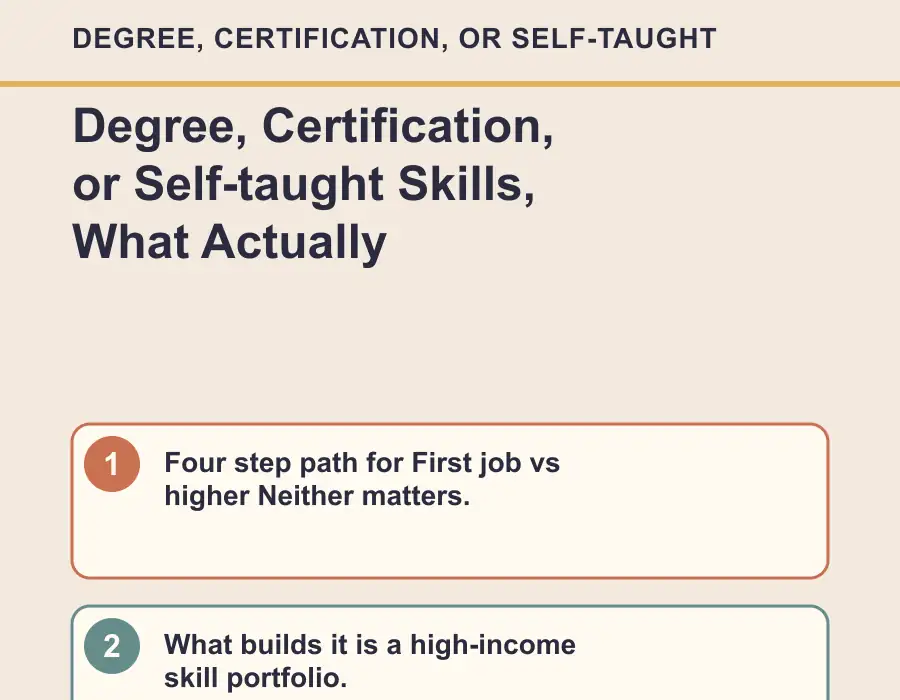 DEGREE, CERTIFICATION, OR SELF-TAUGHT
Degree, Certification,
or Self-taught Skills,
What Actually
1
Four step path for First job vs
higher Neither matters.
2
What builds it is a high-income
skill portfolio.